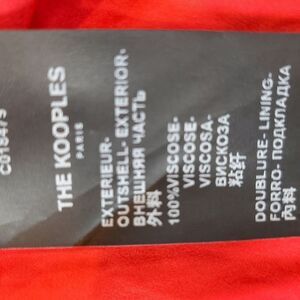 THE KOOPLES
PARIS
EXTERIEUR-
OUTSHELL- EXTERIOR-
ВНЕШНЯЯ ЧАСТЬ
外料
100%VISCOSE-
VISCOSE-
VISCOSA-
ВИСКОЗА
粘纤
DOUBLURE- LINING-
FORRO- ПОДКЛАДКА
内料